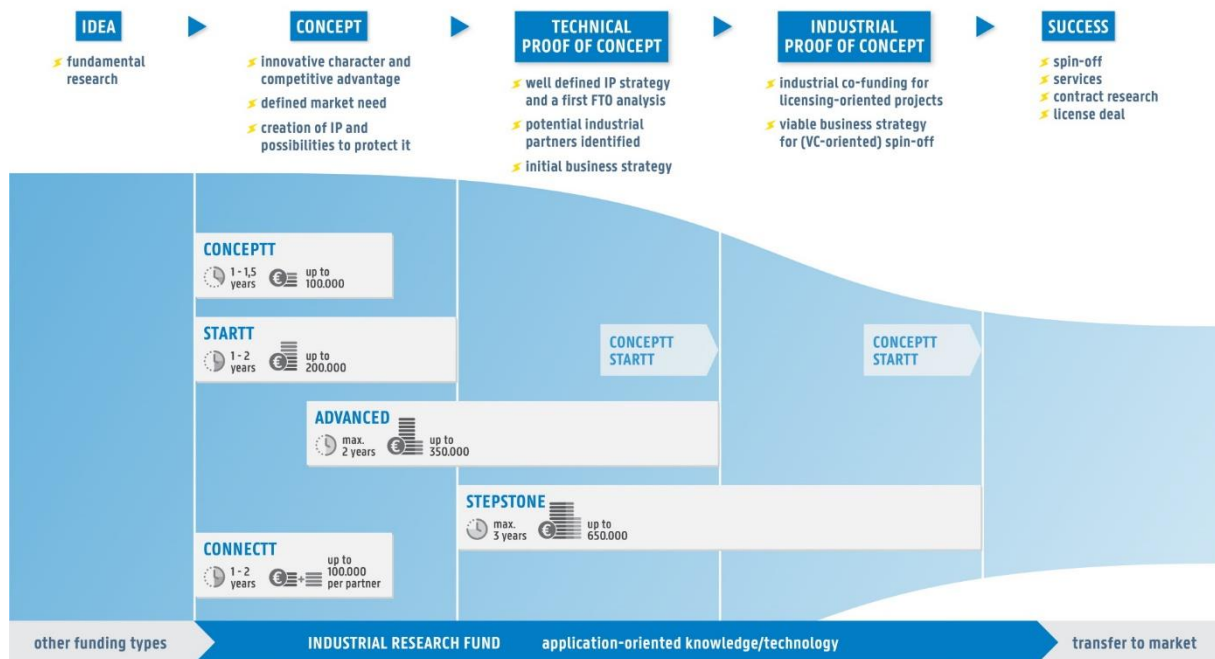 IDEA
fundamental
research
CONCEPT
innovative character and
competitive advantage
defined market need
creation of IP and
possibilities to protect it
TECHNICAL
PROOF OF CONCEPT
well defined IP strategy
and a first FTO analysis
potential industrial
partners identified
initial business strategy
INDUSTRIAL
PROOF OF CONCEPT
industrial co-funding for
licensing-oriented projects
viable business strategy
for (VC-oriented) spin-off
SUCCESS
spin-off
services
contract research
license deal
CONCEPTT
1 - 1,5
years
€
up to
100.000
STARTT
1 - 2
years
€
up to
200.000
CONCEPTT
STARTT
CONCEPTT
STARTT
ADVANCED
max.
2 years
€
up to
350.000
STEPSTONE
max.
3 years
€
up to
650.000
CONNECTT
1 - 2
years
€ +
up to
100.000
per partner
other funding types
INDUSTRIAL RESEARCH FUND
application-oriented knowledge/technology
transfer to market